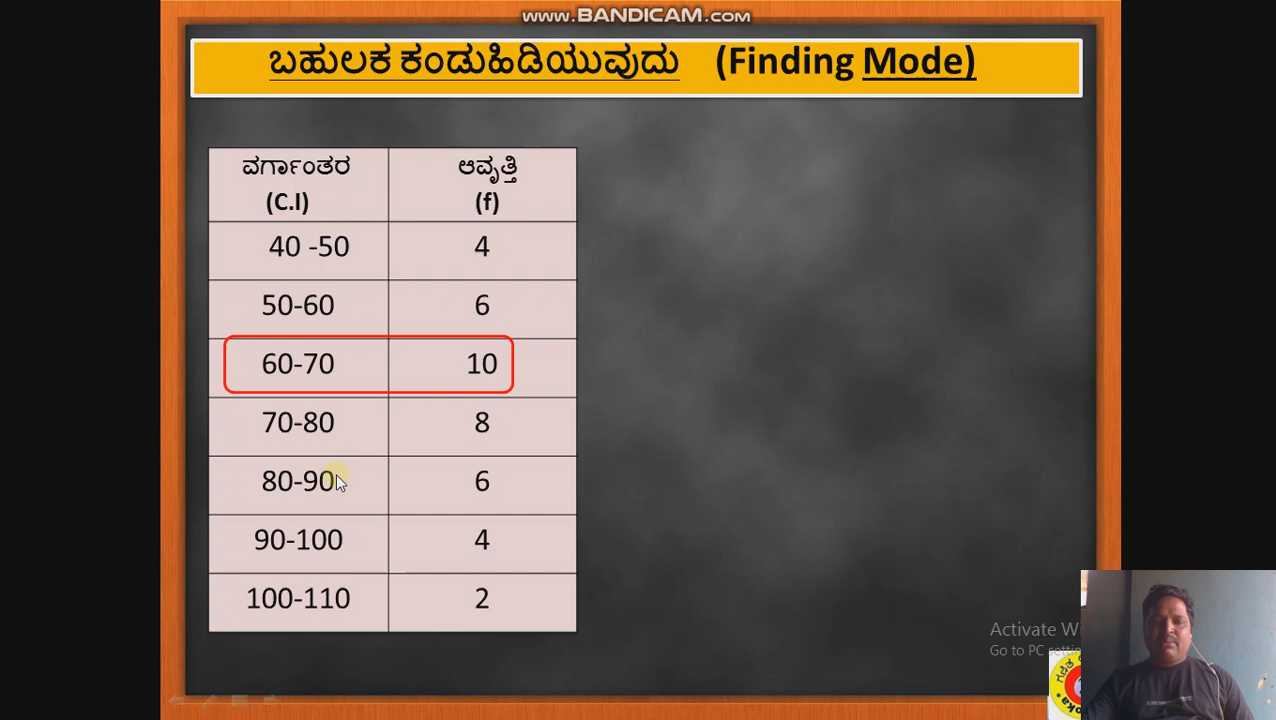 www.BANDICAM.com
ಬಹುಲಕ ಕಂಡುಹಿಡಿಯುವುದು (Finding Mode)
ವರ್ಗಾಂತರ ಆವೃತ್ತಿ
(C.I) (f)
40 -50 4
50-60 6
60-70 10
70-80 8
80-90 6
90-100 4
100-110 2
Activate
Go to PC